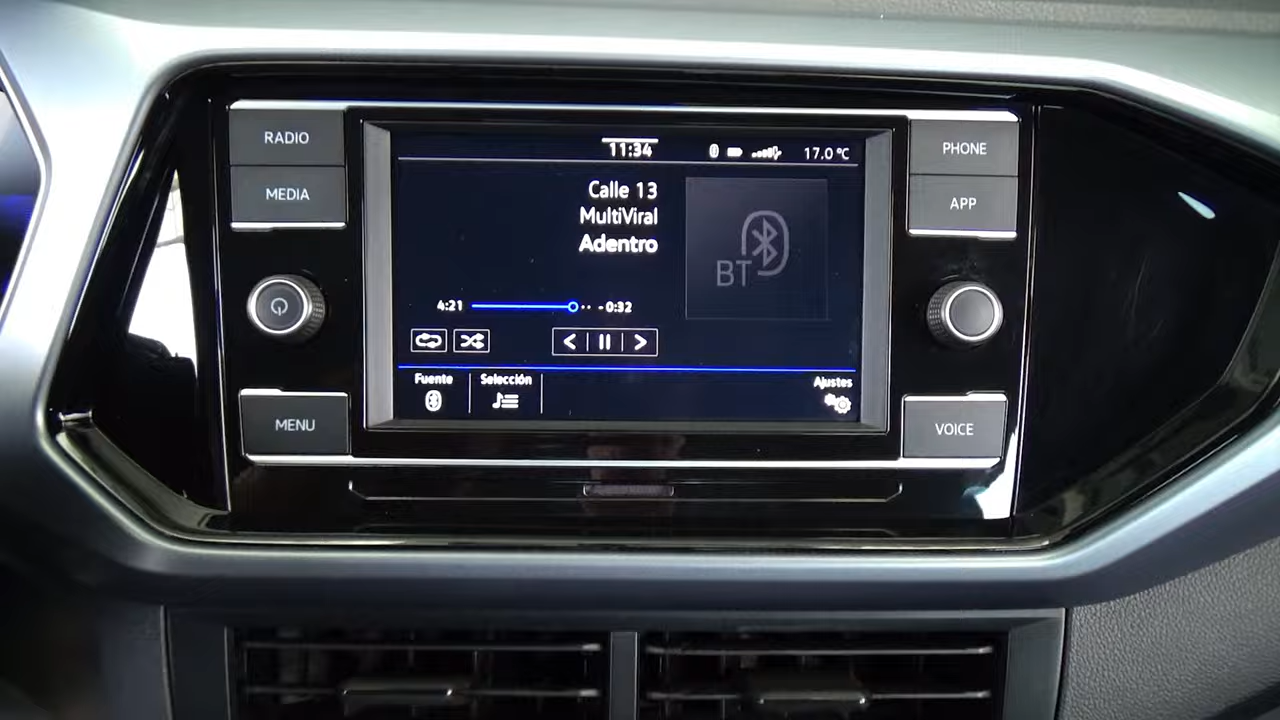 RADIO
MEDIA
MENU
11:34
17.0 °C
Calle 13
MultiViral
Adentro
BT
4:21
-0:32
Fuente
Selección
Ajustes
PHONE
APP
VOICE